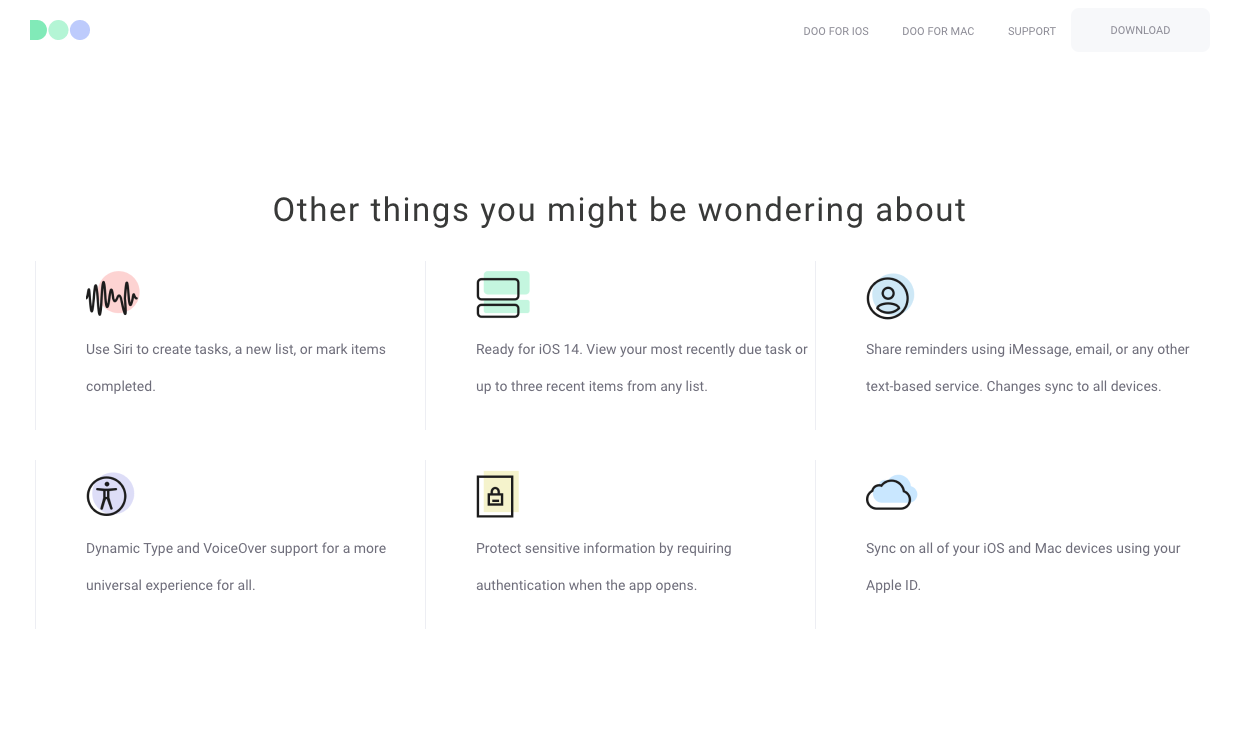 DOO
DOO FOR IOS
DOO FOR MAC
SUPPORT
DOWNLOAD
Other things you might be wondering about
Use Siri to create tasks, a new list, or mark items
completed.
Ready for iOS 14. View your most recently due task or
up to three recent items from any list.
Share reminders using iMessage, email, or any other
text-based service. Changes sync to all devices.
Dynamic Type and VoiceOver support for a more
universal experience for all.
Protect sensitive information by requiring
authentication when the app opens.
Sync on all of your iOS and Mac devices using your
Apple ID.